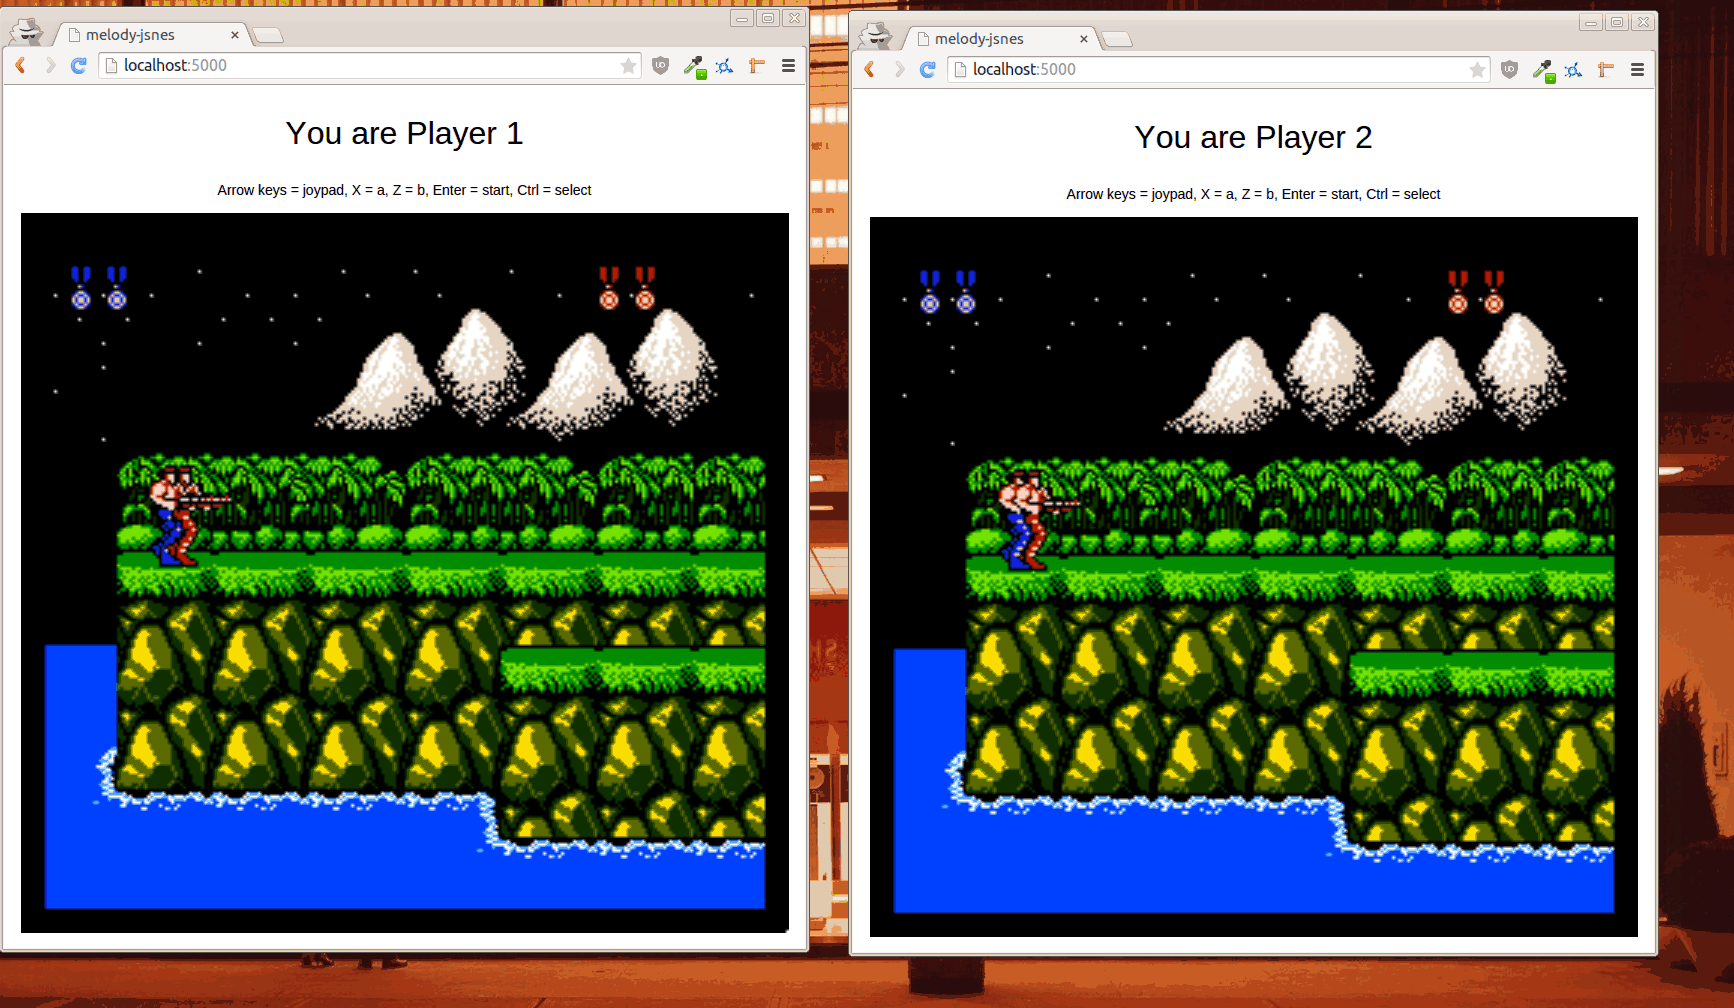 melody-jsnes
localhost:5000
You are Player 1
Arrow keys = joypad, X = a, Z = b, Enter = start, Ctrl = select
melody-jsnes
localhost:5000
You are Player 2
Arrow keys = joypad, X = a, Z = b, Enter = start, Ctrl = select